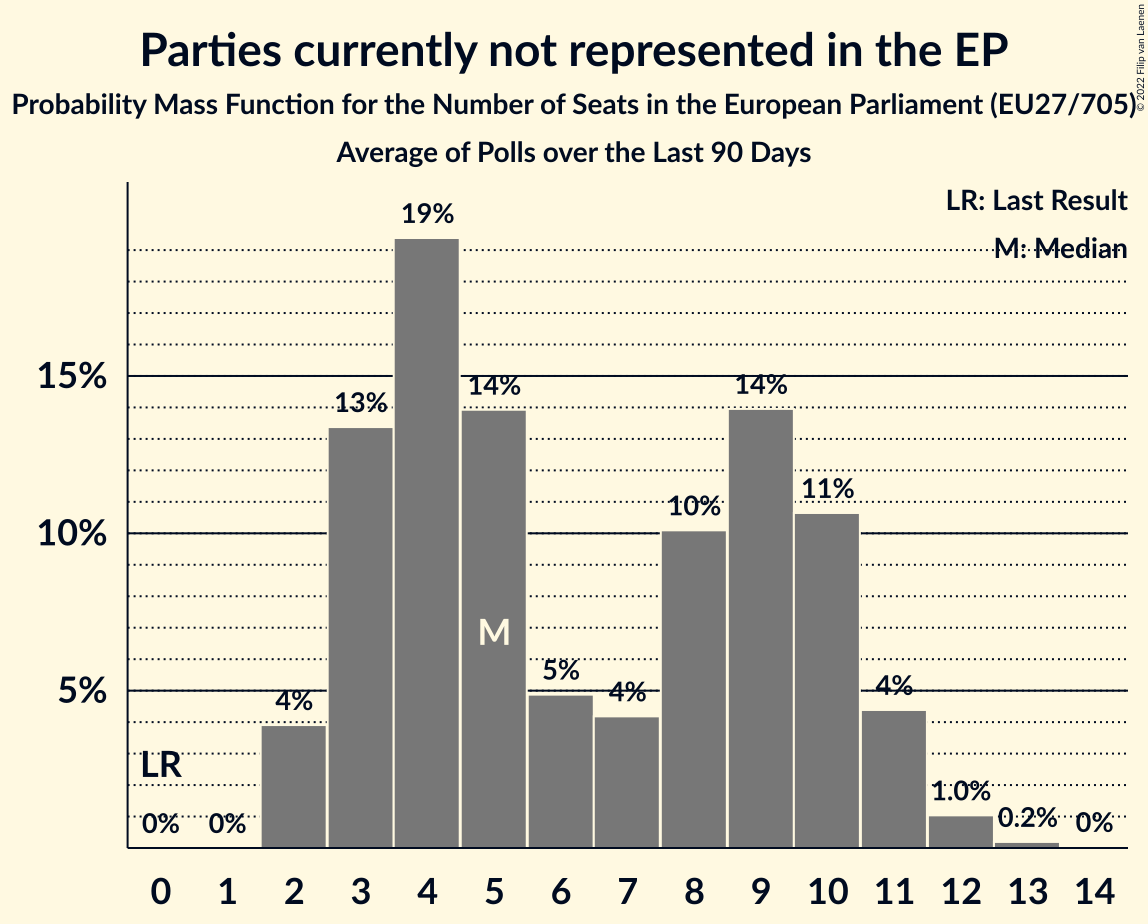 Parties currently not represented in the EP
Probability Mass Function for the Number of Seats in the European Parliament (EU27/705)
Average of Polls over the Last 90 Days
© 2022 Filip van Laenen
LR: Last Result
M: Median
15%
10%
5%
LR
M
0% 0% 4% 13% 19% 14% 5% 4% 10% 14% 11% 4% 1.0% 0.2% 0%
0 1 2 3 4 5 6 7 8 9 10 11 12 13 14